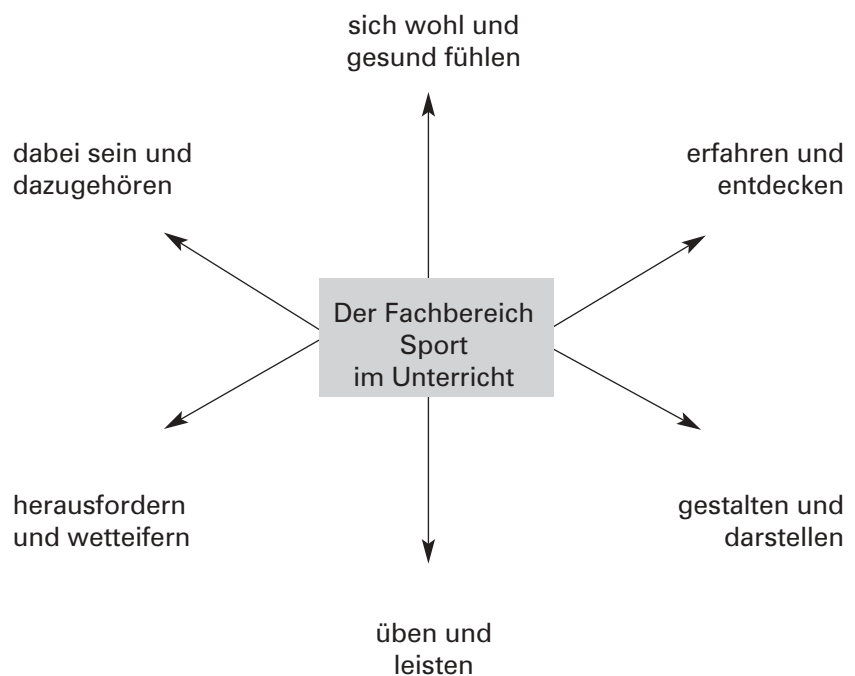 sich wohl und
gesund fühlen
dabei sein und
dazugehören
erfahren und
entdecken
Der Fachbereich
Sport
im Unterricht
herausfordern
und wetteifern
gestalten und
darstellen
üben und
leisten